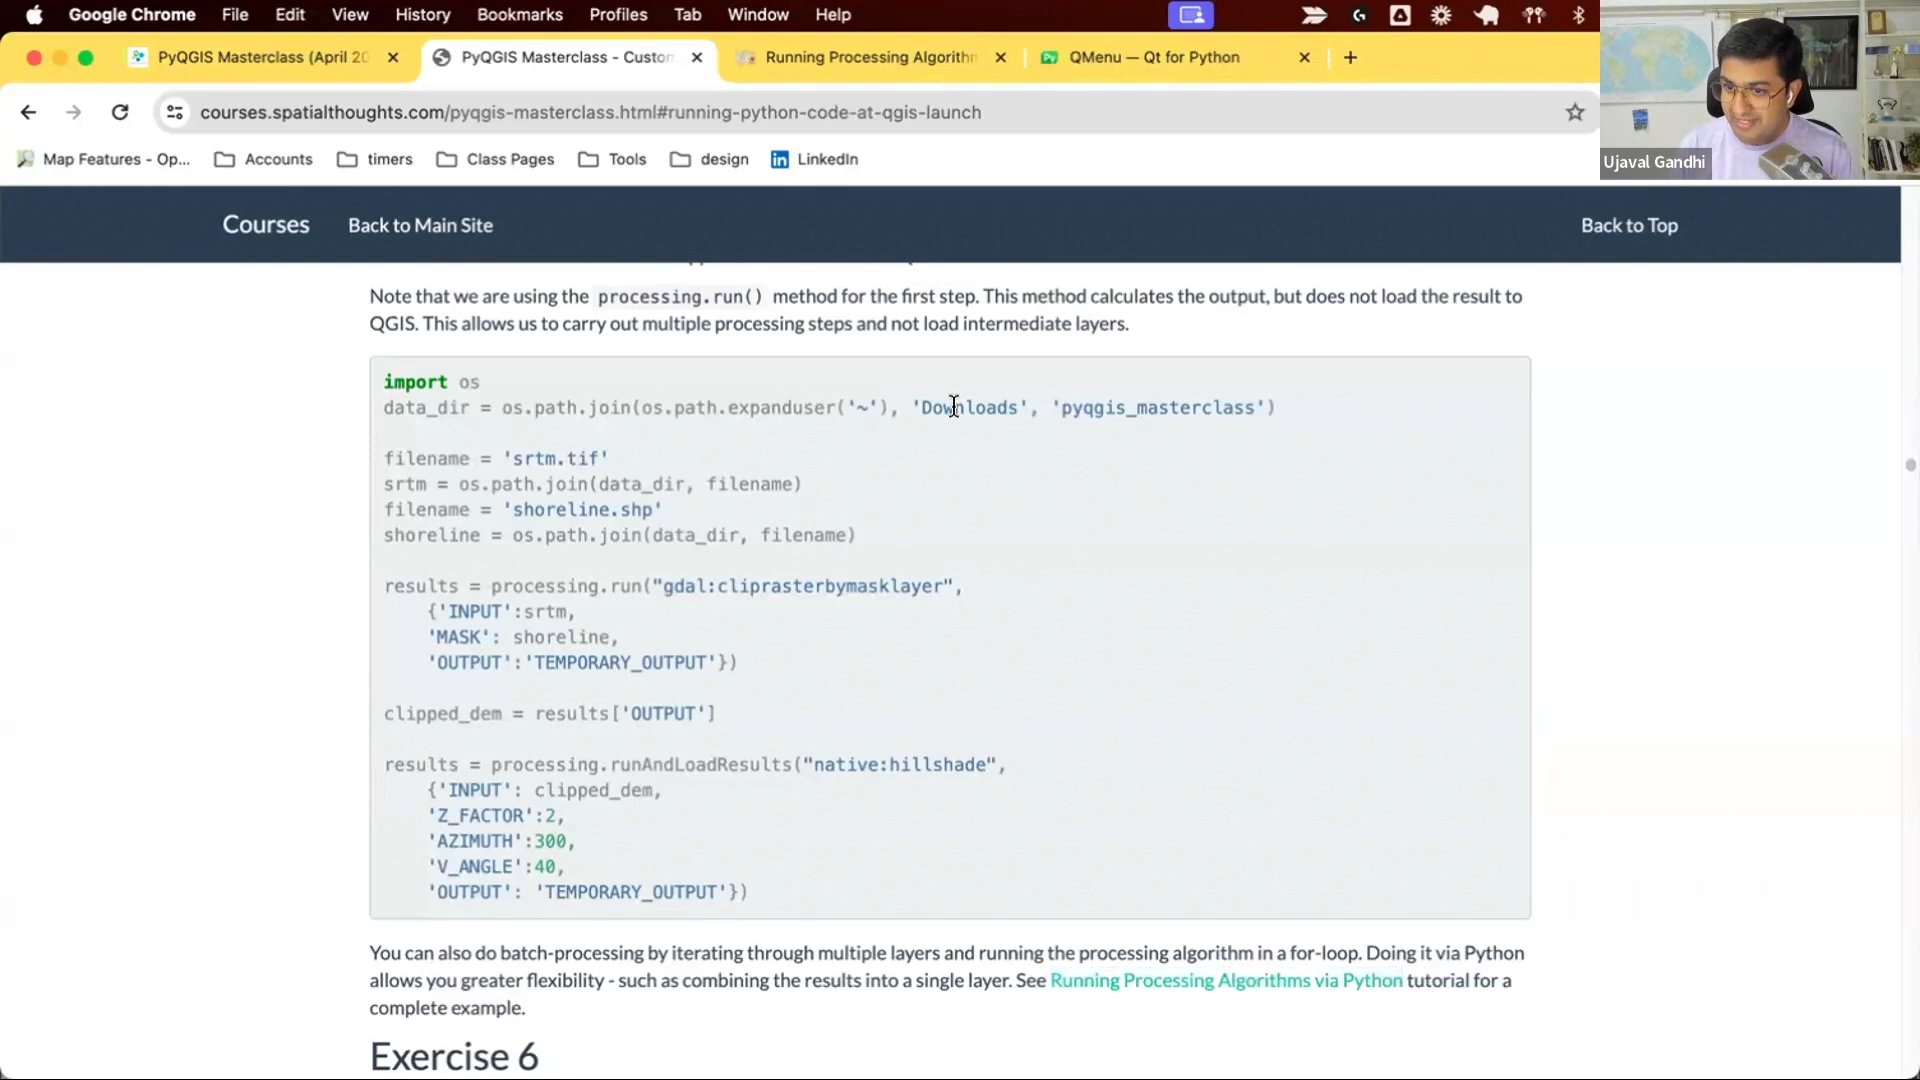 Google Chrome File Edit View History Bookmarks Profiles Tab Window Help
PyQGIS Masterclass (April 20
PyQGIS Masterclass - Custon
Running Processing Algorithm
QMenu — Qt for Python
courses.spatialthoughts.com/pyqgis-masterclass.html#running-python-code-at-qgis-launch
Map Features - Op... Accounts timers Class Pages Tools design LinkedIn
Ujaval Gandhi
Courses Back to Main Site Back to Top
Note that we are using the processing.run() method for the first step. This method calculates the output, but does not load the result to
QGIS. This allows us to carry out multiple processing steps and not load intermediate layers.
import os
data_dir = os.path.join(os.path.expanduser('~'), 'Downloads', 'pyqgis_masterclass')
filename = 'srtm.tif'
srtm = os.path.join(data_dir, filename)
filename = 'shoreline.shp'
shoreline = os.path.join(data_dir, filename)
results = processing.run("gdal:cliprasterbymasklayer",
{'INPUT':srtm,
'MASK': shoreline,
'OUTPUT':'TEMPORARY_OUTPUT'})
clipped_dem = results['OUTPUT']
results = processing.runAndLoadResults("native:hillshade",
{'INPUT': clipped_dem,
'Z_FACTOR':2,
'AZIMUTH':300,
'V_ANGLE':40,
'OUTPUT': 'TEMPORARY_OUTPUT'})
You can also do batch-processing by iterating through multiple layers and running the processing algorithm in a for-loop. Doing it via Python
allows you greater flexibility - such as combining the results into a single layer. See Running Processing Algorithms via Python tutorial for a
complete example.
Exercise 6